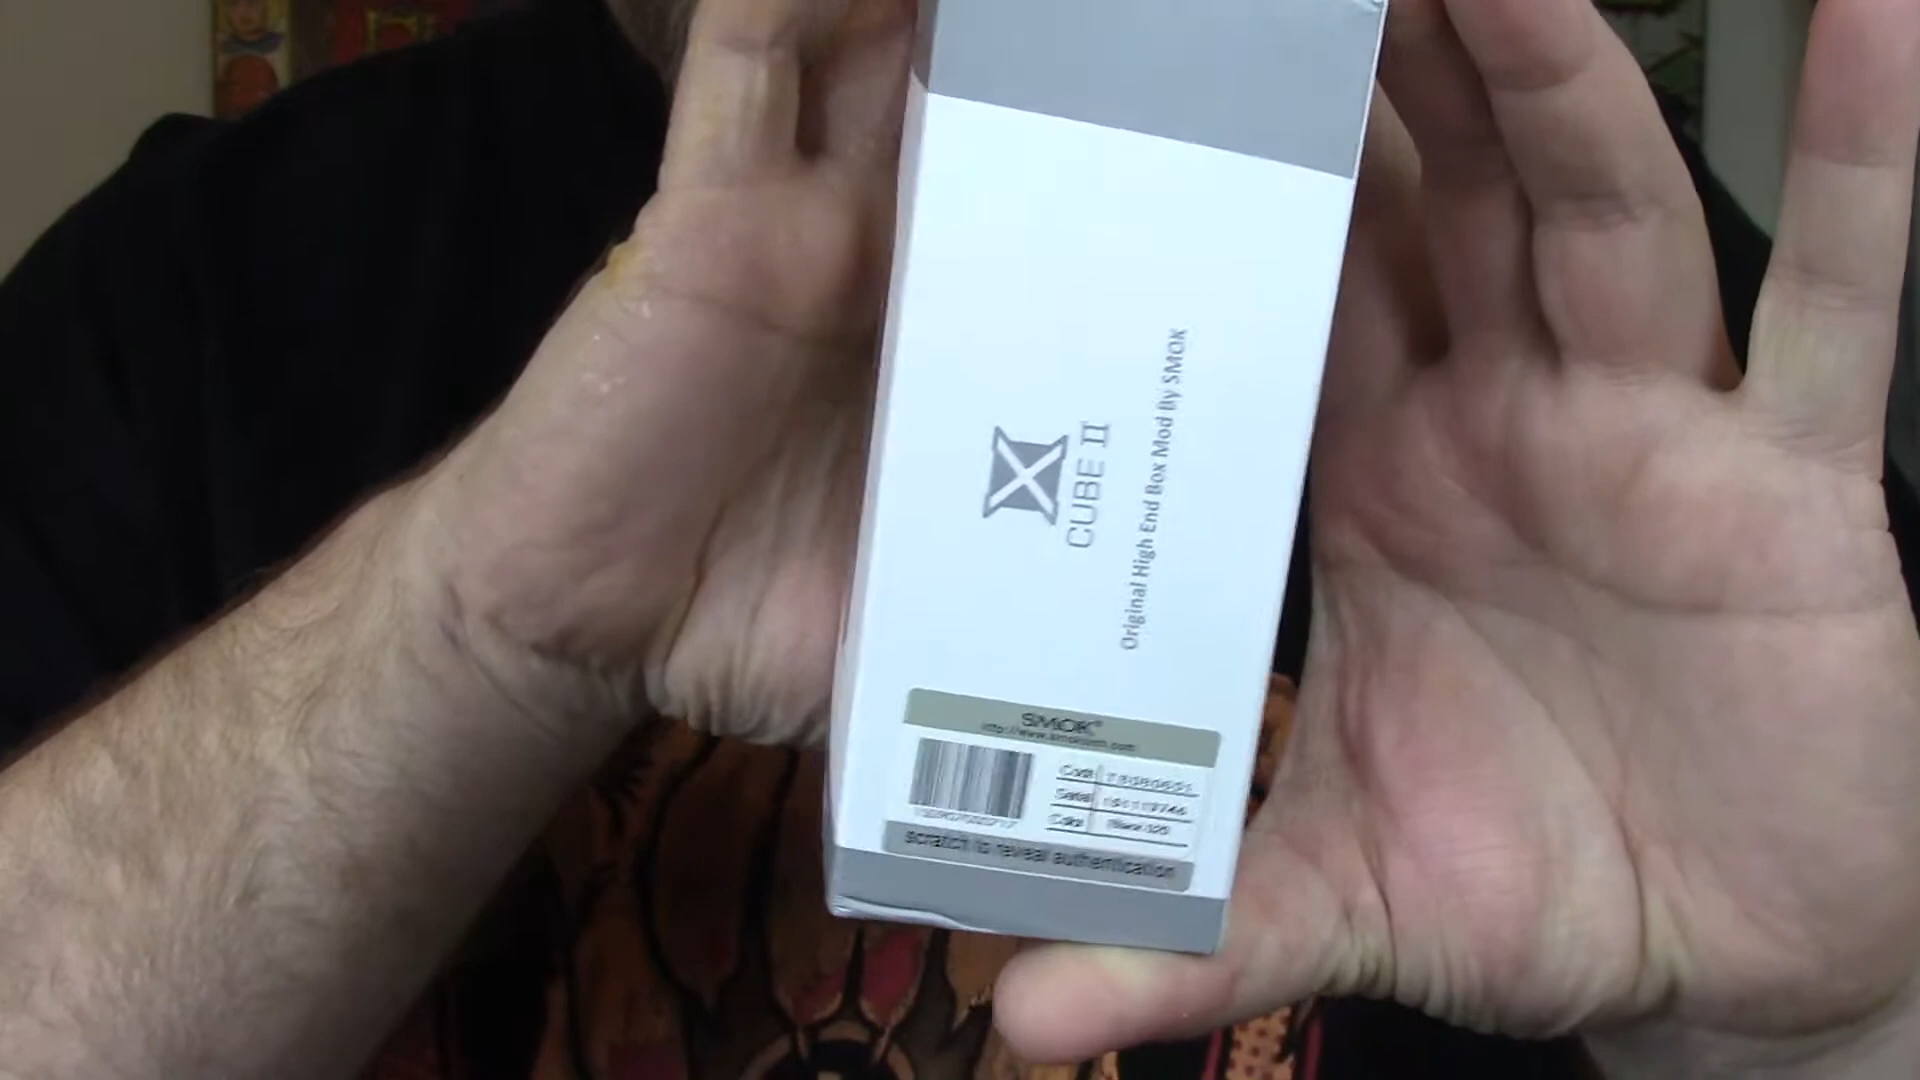 X
CUBE II
Original High End Box Mod By SMOK
SMOK®
Code
Serial
Color
scratch to reveal authentication